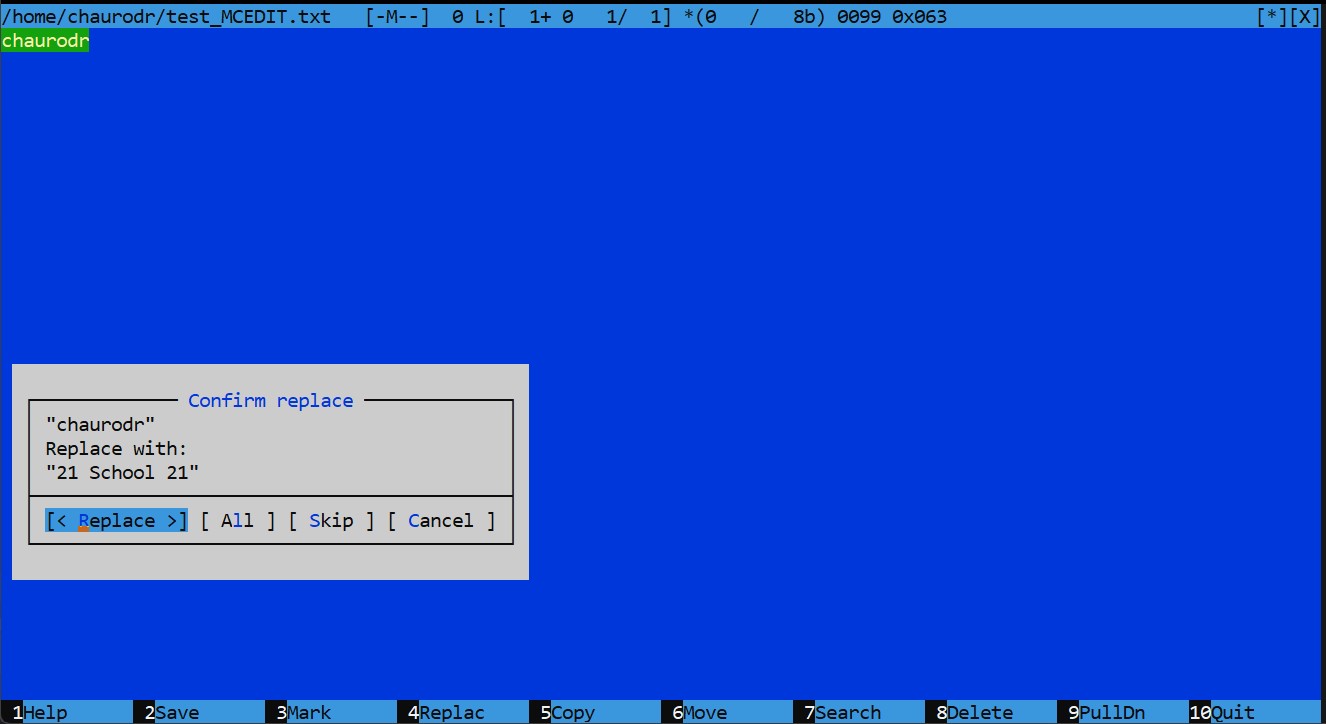 /home/chaurodr/test_MCEDIT.txt   [-M--]  0 L:[  1+ 0   1/  1] *(0   /   8b) 0099 0x063                            [*][X]
chaurodr
Confirm replace
"chaurodr"
Replace with:
"21 School 21"
[< Replace >] [ All ] [ Skip ] [ Cancel ]
1Help 2Save 3Mark 4Replac 5Copy 6Move 7Search 8Delete 9PullDn 10Quit